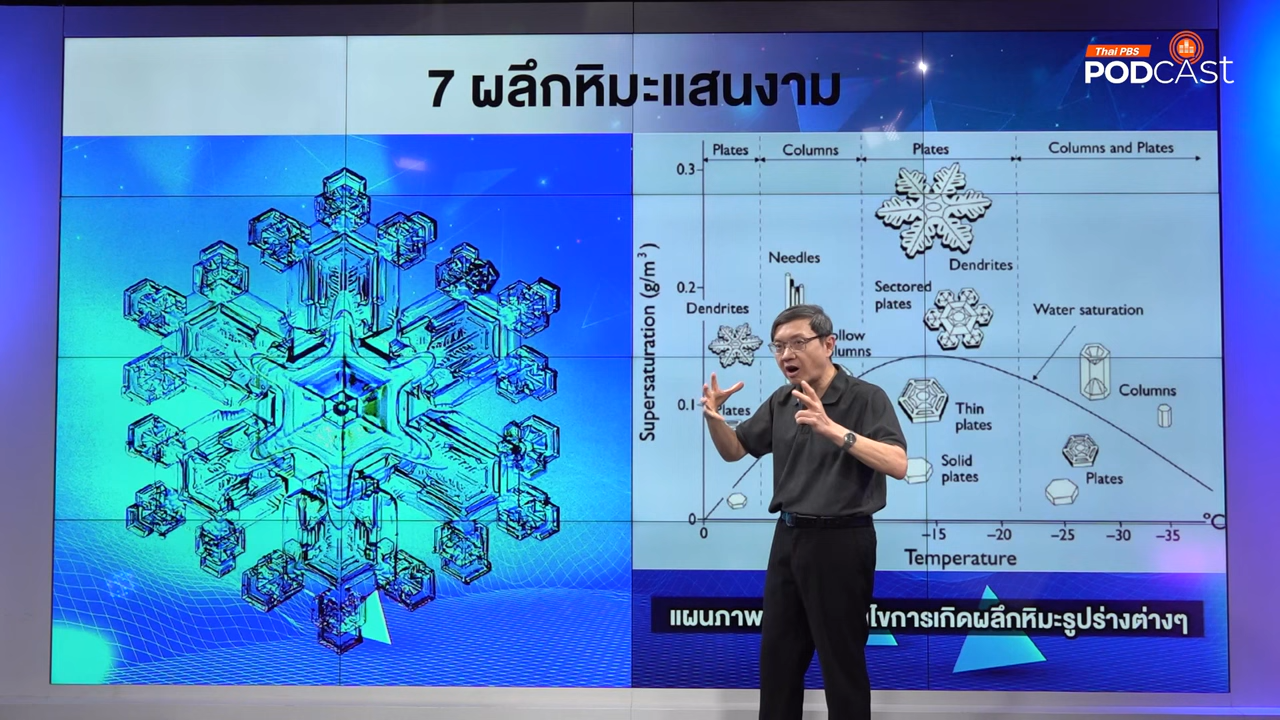 Thai PBS
PODCAST
7 ผลึกหิมะแสนงาม
Plates
Columns
Plates
Columns and Plates
0.3
0.2
0.1
0
Supersaturation (g/m³)
Needles
Dendrites
Sectored
plates
Dendrites
Water saturation
Plates
Thin
plates
Solid
plates
Columns
Plates
0
-15
-20
-25
-30
-35
°C
Temperature
แผนภาพ
การเกิดผลึกหิมะรูปร่างต่างๆ